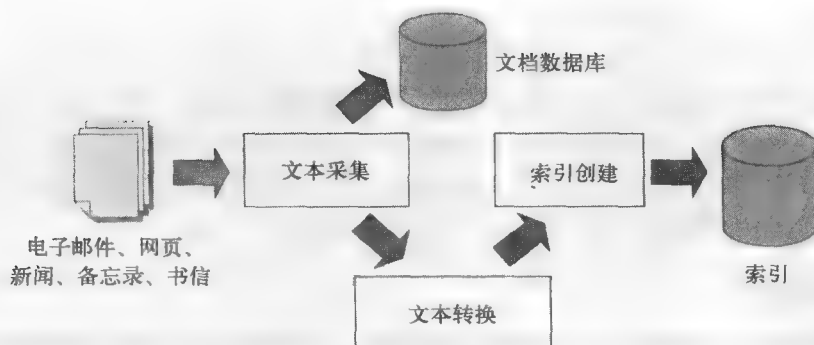 文档数据库
文本采集
索引创建
电子邮件、网页、
新闻、备忘录、书信
索引
文本转换